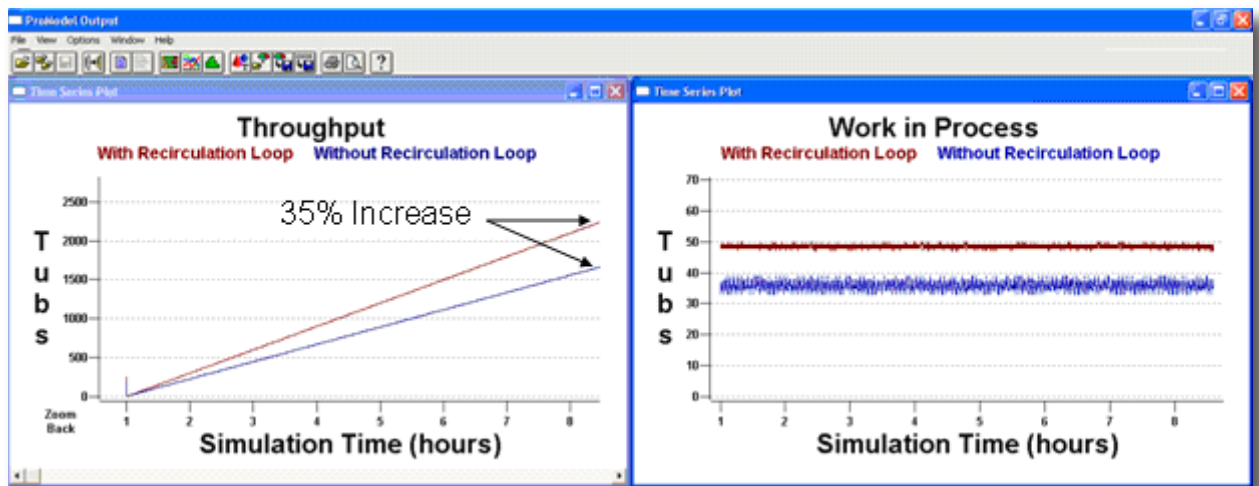 ProModel Output
File View Options Window Help
Time Series Plot
Throughput
With Recirculation Loop Without Recirculation Loop
35% Increase
Tubs
2500
2000
1500
1000
500
0
Zoom
Back
1 2 3 4 5 6 7 8
Simulation Time (hours)
Time Series Plot
Work in Process
With Recirculation Loop Without Recirculation Loop
Tubs
70
60
50
40
30
20
10
0
1 2 3 4 5 6 7 8
Simulation Time (hours)